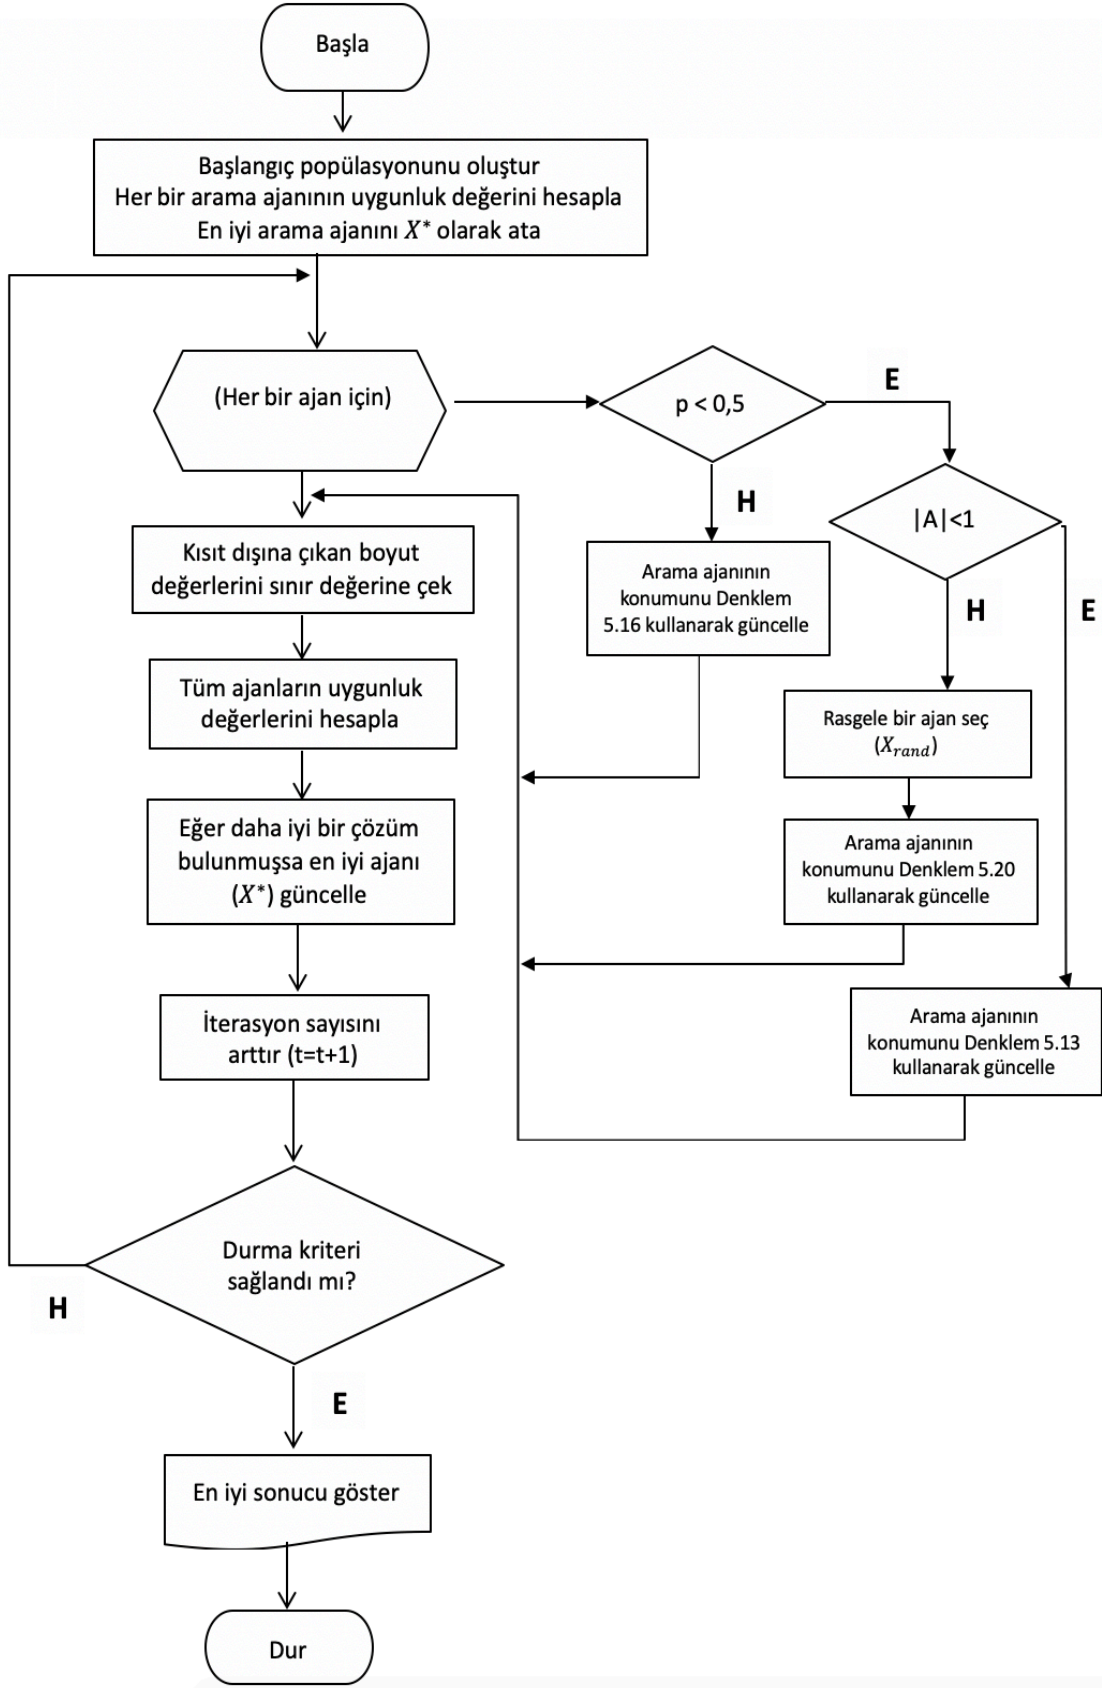 Başla
Başlangıç popülasyonunu oluştur
Her bir arama ajanının uygunluk değerini hesapla
En iyi arama ajanını X* olarak ata
(Her bir ajan için)
p < 0,5
E
|A|<1
H
Arama ajanının
konumunu Denklem
5.16 kullanarak güncelle
H
E
Rasgele bir ajan seç
(X_rand)
Arama ajanının
konumunu Denklem 5.20
kullanarak güncelle
Arama ajanının
konumunu Denklem 5.13
kullanarak güncelle
Kısıt dışına çıkan boyut
değerlerini sınır değerine çek
Tüm ajanların uygunluk
değerlerini hesapla
Eğer daha iyi bir çözüm
bulunmuşsa en iyi ajanı
(X*) güncelle
İterasyon sayısını
arttır (t=t+1)
Durma kriteri
sağlandı mı?
H
E
En iyi sonucu göster
Dur